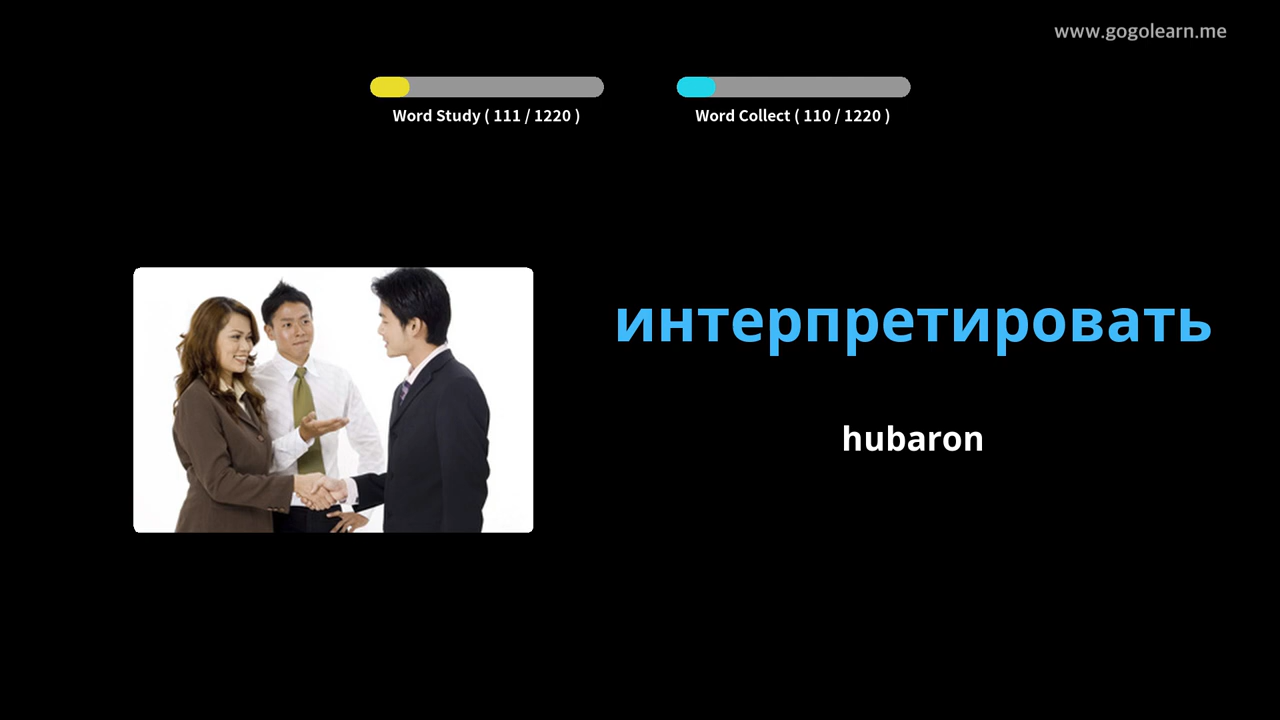 www.gogolearn.me
Word Study ( 111 / 1220 )
Word Collect ( 110 / 1220 )
интерпретировать
hubaron